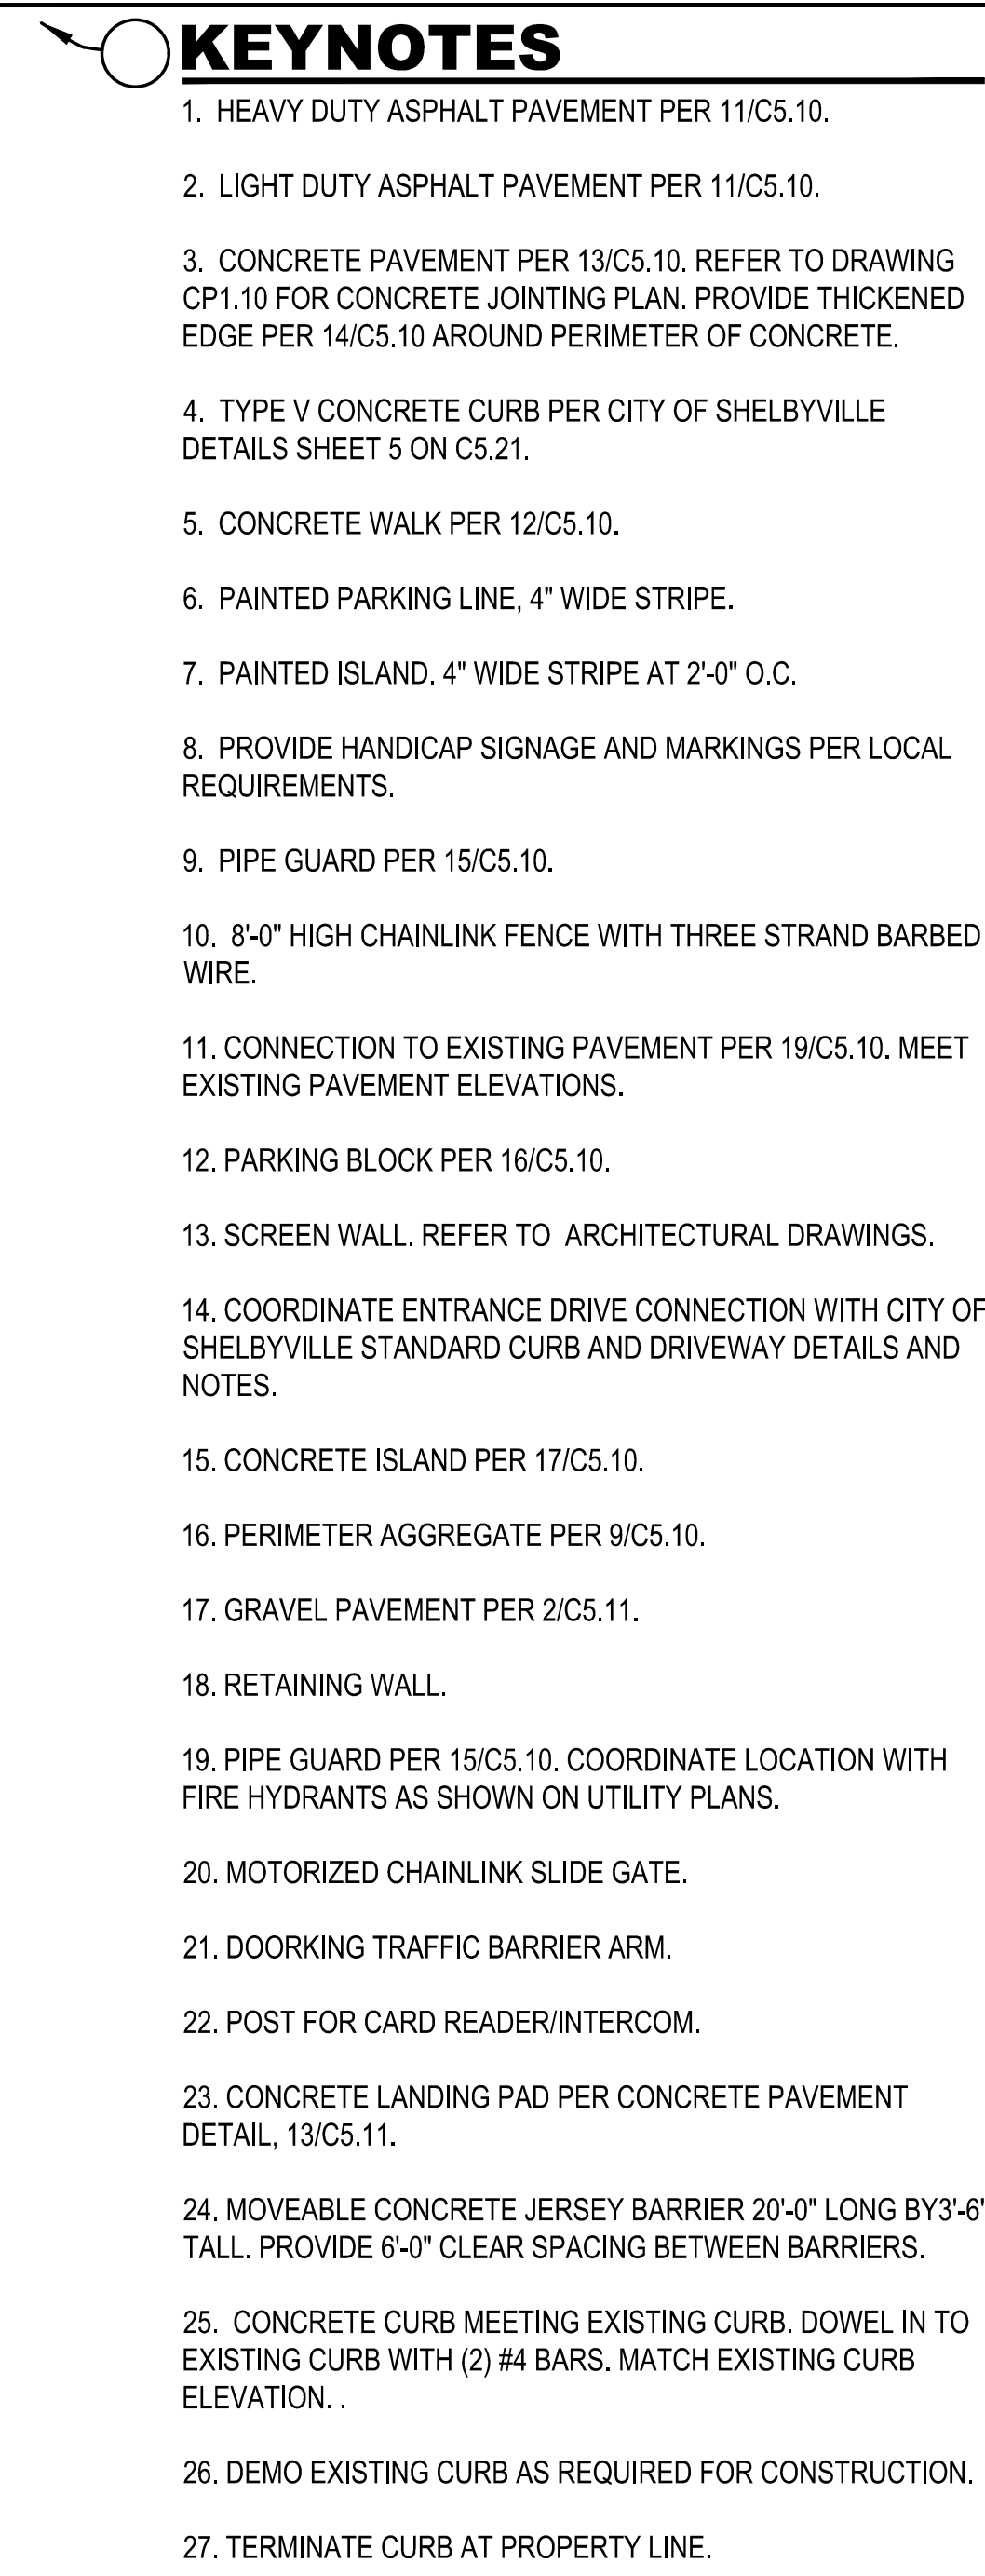 KEYNOTES
1. HEAVY DUTY ASPHALT PAVEMENT PER 11/C5.10.
2. LIGHT DUTY ASPHALT PAVEMENT PER 11/C5.10.
3. CONCRETE PAVEMENT PER 13/C5.10. REFER TO DRAWING
CP1.10 FOR CONCRETE JOINTING PLAN. PROVIDE THICKENED
EDGE PER 14/C5.10 AROUND PERIMETER OF CONCRETE.
4. TYPE V CONCRETE CURB PER CITY OF SHELBYVILLE
DETAILS SHEET 5 ON C5.21.
5. CONCRETE WALK PER 12/C5.10.
6. PAINTED PARKING LINE, 4" WIDE STRIPE.
7. PAINTED ISLAND. 4" WIDE STRIPE AT 2'-0" O.C.
8. PROVIDE HANDICAP SIGNAGE AND MARKINGS PER LOCAL
REQUIREMENTS.
9. PIPE GUARD PER 15/C5.10.
10. 8'-0" HIGH CHAINLINK FENCE WITH THREE STRAND BARBED
WIRE.
11. CONNECTION TO EXISTING PAVEMENT PER 19/C5.10. MEET
EXISTING PAVEMENT ELEVATIONS.
12. PARKING BLOCK PER 16/C5.10.
13. SCREEN WALL. REFER TO ARCHITECTURAL DRAWINGS.
14. COORDINATE ENTRANCE DRIVE CONNECTION WITH CITY OF
SHELBYVILLE STANDARD CURB AND DRIVEWAY DETAILS AND
NOTES.
15. CONCRETE ISLAND PER 17/C5.10.
16. PERIMETER AGGREGATE PER 9/C5.10.
17. GRAVEL PAVEMENT PER 2/C5.11.
18. RETAINING WALL.
19. PIPE GUARD PER 15/C5.10. COORDINATE LOCATION WITH
FIRE HYDRANTS AS SHOWN ON UTILITY PLANS.
20. MOTORIZED CHAINLINK SLIDE GATE.
21. DOORKING TRAFFIC BARRIER ARM.
22. POST FOR CARD READER/INTERCOM.
23. CONCRETE LANDING PAD PER CONCRETE PAVEMENT
DETAIL, 13/C5.11.
24. MOVEABLE CONCRETE JERSEY BARRIER 20'-0" LONG BY3'-6"
TALL. PROVIDE 6'-0" CLEAR SPACING BETWEEN BARRIERS.
25. CONCRETE CURB MEETING EXISTING CURB. DOWEL IN TO
EXISTING CURB WITH (2) #4 BARS. MATCH EXISTING CURB
ELEVATION. .
26. DEMO EXISTING CURB AS REQUIRED FOR CONSTRUCTION.
27. TERMINATE CURB AT PROPERTY LINE.